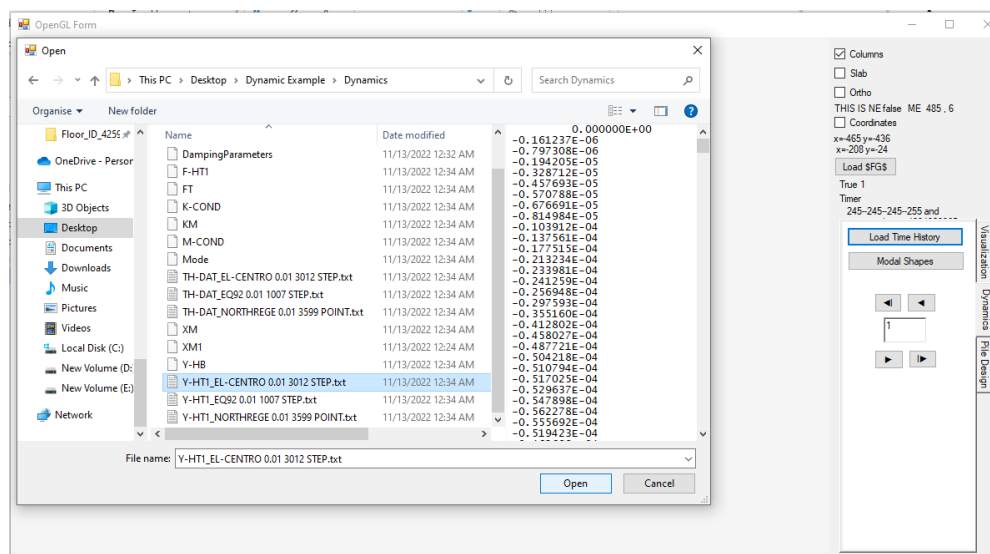 OpenGL Form
Open
This PC > Desktop > Dynamic Example > Dynamics
Search Dynamics
Organise
New folder
Floor_ID_4259
OneDrive - Person
This PC
3D Objects
Desktop
Documents
Downloads
Music
Pictures
Videos
Local Disk (C:)
New Volume (D:
New Volume (E:)
Network
Name Date modified
DampingParameters 11/13/2022 12:32 AM
F-HT1 11/13/2022 12:34 AM
FT 11/13/2022 12:34 AM
K-COND 11/13/2022 12:34 AM
KM 11/13/2022 12:34 AM
M-COND 11/13/2022 12:34 AM
Mode 11/13/2022 12:34 AM
TH-DAT_EL-CENTRO 0.01 3012 STEP.txt 11/13/2022 12:34 AM
TH-DAT_EQ92 0.01 1007 STEP.txt 11/13/2022 12:34 AM
TH-DAT_NORTHREGE 0.01 3599 POINT.txt 11/13/2022 12:34 AM
XM 11/13/2022 12:34 AM
XM1 11/13/2022 12:24 AM
Y-HB 11/13/2022 12:34 AM
Y-HT1_EL-CENTRO 0.01 3012 STEP.txt 11/13/2022 12:34 AM
Y-HT1_EQ92 0.01 1007 STEP.txt 11/13/2022 12:34 AM
Y-HT1_NORTHREGE 0.01 3599 POINT.txt 11/13/2022 12:34 AM
0.000000E+00
-0.161237E-06
-0.797308E-06
-0.194205E-05
-0.328712E-05
-0.457693E-05
-0.570788E-05
-0.676691E-05
-0.814984E-05
-0.103912E-04
-0.137561E-04
-0.177515E-04
-0.213234E-04
-0.233981E-04
-0.241259E-04
-0.256948E-04
-0.297593E-04
-0.355160E-04
-0.412802E-04
-0.458027E-04
-0.487721E-04
-0.504218E-04
-0.510794E-04
-0.517025E-04
-0.529637E-04
-0.547898E-04
-0.562278E-04
-0.555692E-04
-0.519423E-04
File name: Y-HT1_EL-CENTRO 0.01 3012 STEP.txt
Open
Cancel
Columns
Slab
Ortho
THIS IS NE false ME 485 , 6
Coordinates
x=-465 y=-436
x=-208 y=-24
Load $FG$
True 1
Timer
245--245--245--255 and
Load Time History
Modal Shapes
1
Visualization
Dynamics
Pile Design